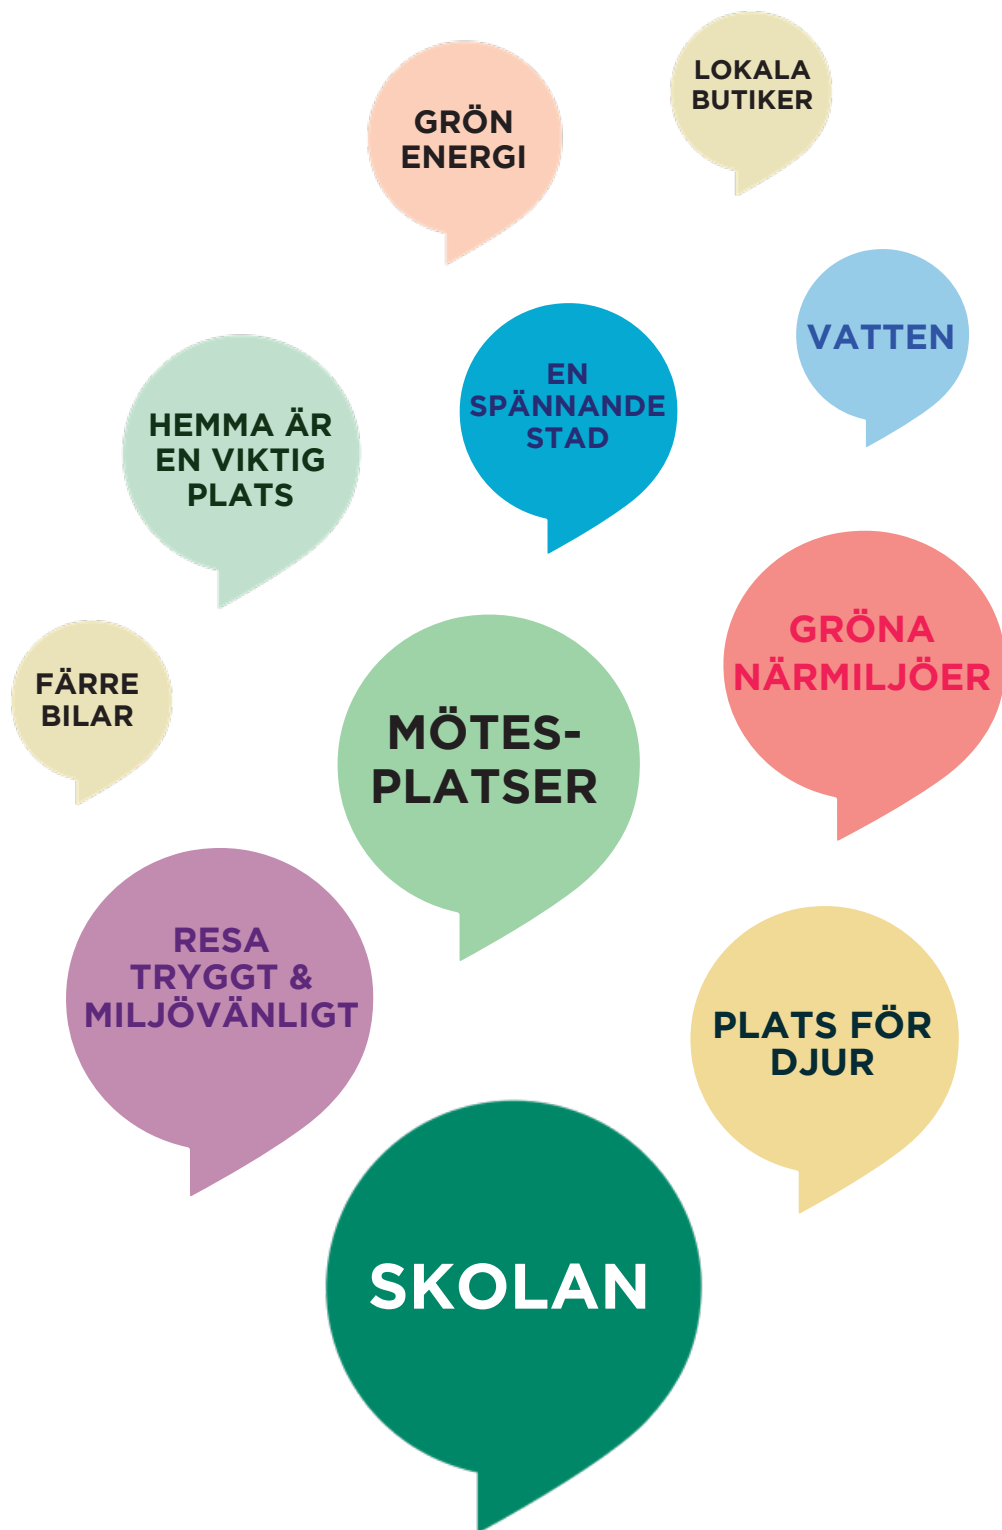 LOKALA
BUTIKER
GRÖN
ENERGI
VATTEN
EN
SPÄNNANDE
STAD
HEMMA ÄR
EN VIKTIG
PLATS
GRÖNA
NÄRMILJÖER
FÄRRE
BILAR
MÖTES-
PLATSER
RESA
TRYGGT &
MILJÖVÄNLIGT
PLATS FÖR
DJUR
SKOLAN